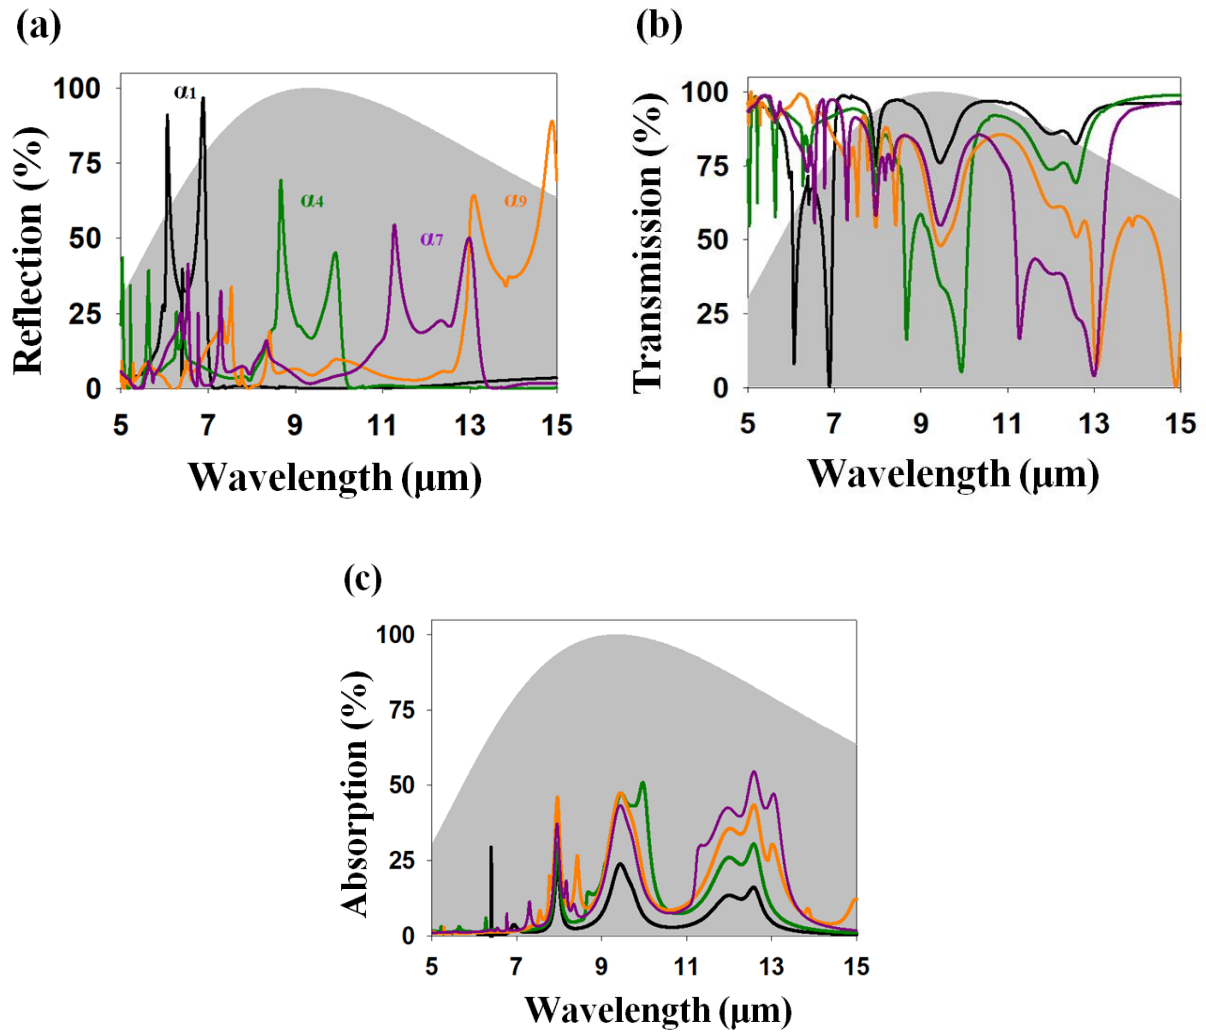 (a)
Reflection (%)
100
75
50
25
0
α1
α4
α7
α9
5 7 9 11 13 15
Wavelength (μm)
(b)
Transmission (%)
100
75
50
25
0
5 7 9 11 13 15
Wavelength (μm)
(c)
Absorption (%)
100
75
50
25
0
5 7 9 11 13 15
Wavelength (μm)